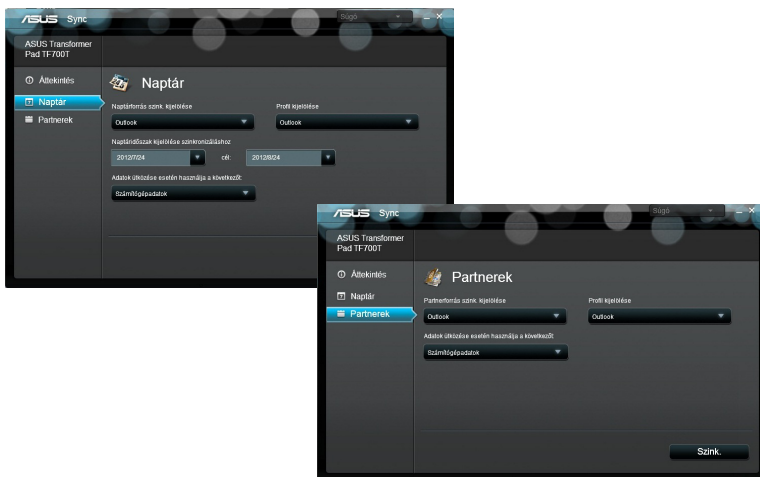 ASUS Sync
Súgó
ASUS Transformer
Pad TF700T
Áttekintés
Naptár
Partnerek
Naptár
Naptárforrás szink. kijelölése
Profil kijelölése
Outlook
Outlook
Naptáridőszak kijelölése szinkronizáláshoz
2012/7/24
cél:
2012/8/24
Adatok ütközése esetén használja a következőt:
Számítógépadatok
ASUS Sync
Súgó
ASUS Transformer
Pad TF700T
Áttekintés
Naptár
Partnerek
Partnerek
Partnerforrás szink. kijelölése
Profil kijelölése
Outlook
Outlook
Adatok ütközése esetén használja a következőt:
Számítógépadatok
Szink.